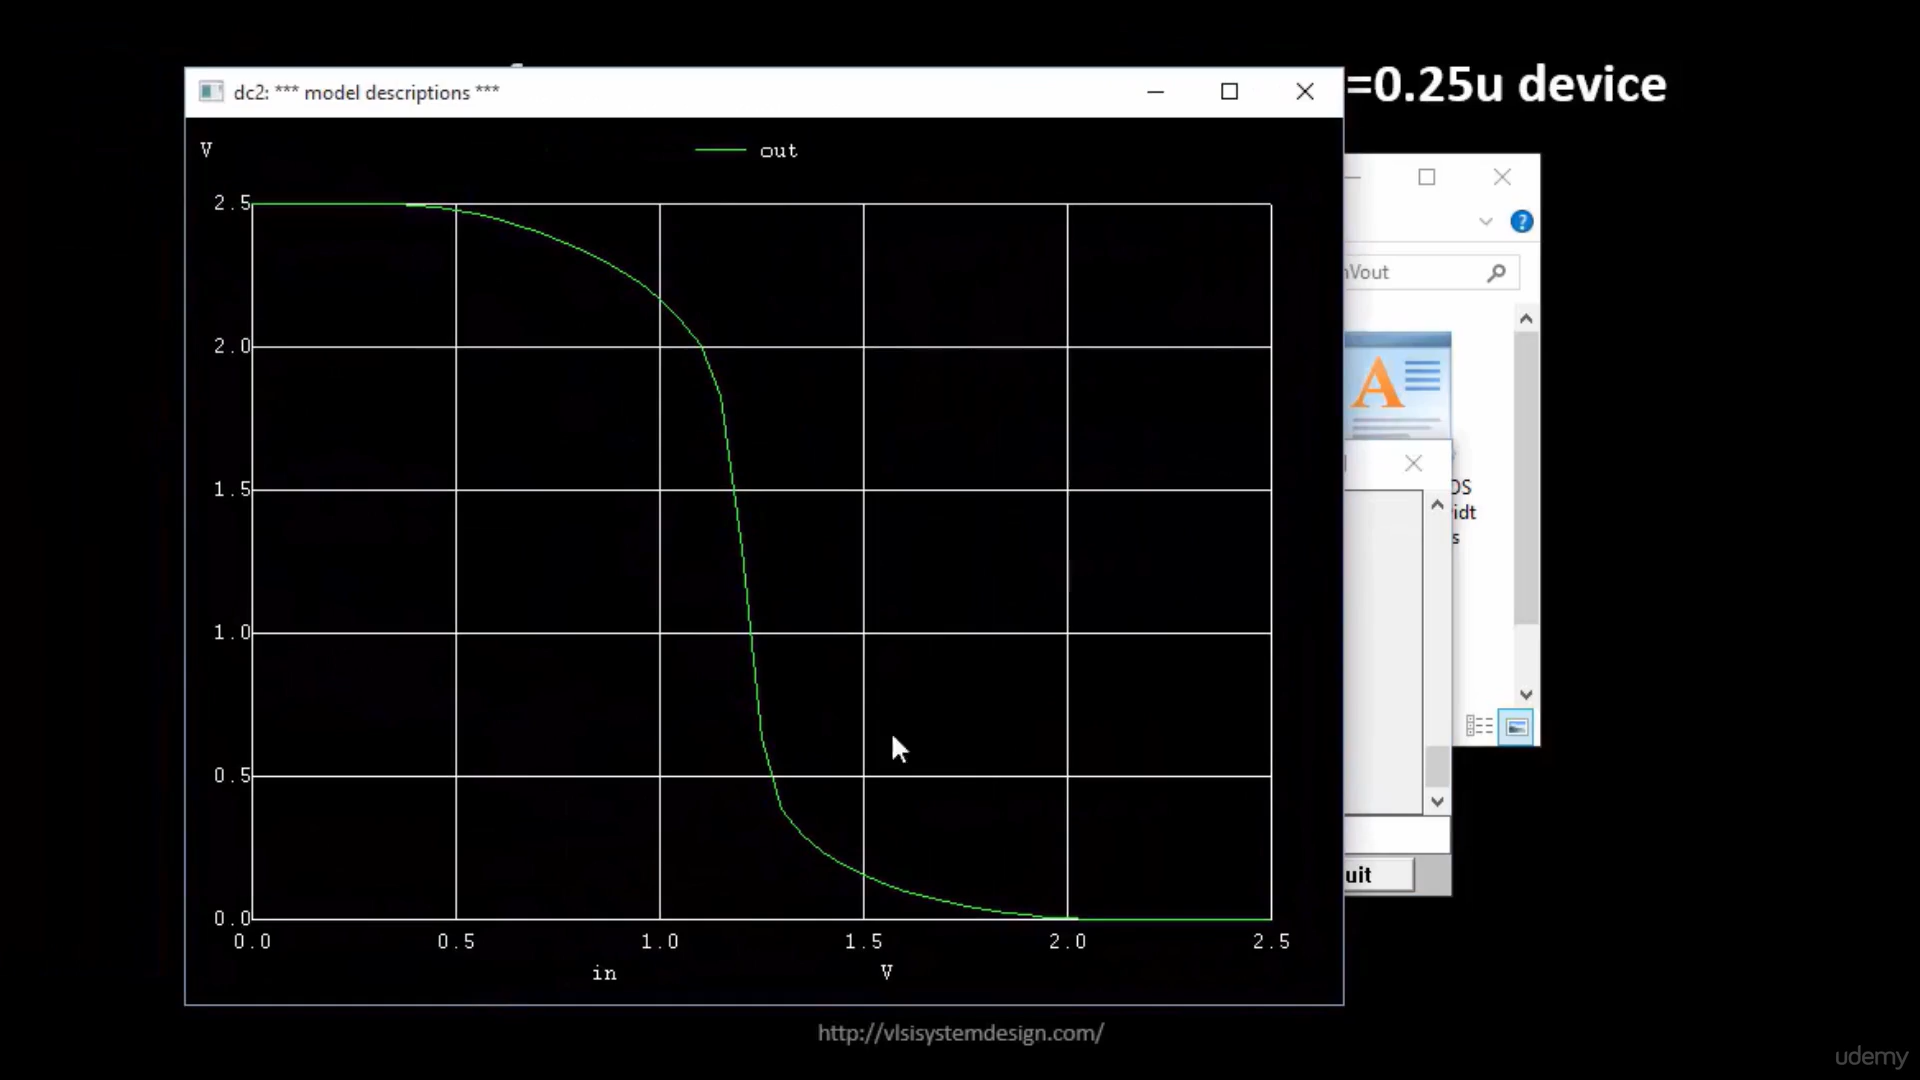 =0.25u device
dc2: *** model descriptions ***
V
out
2.5
2.0
1.5
1.0
0.5
0.0
0.0 0.5 1.0 1.5 2.0 2.5
in V
Vout
?
A
OS
idt
s
uit
http://vlsisystemdesign.com/
udemy